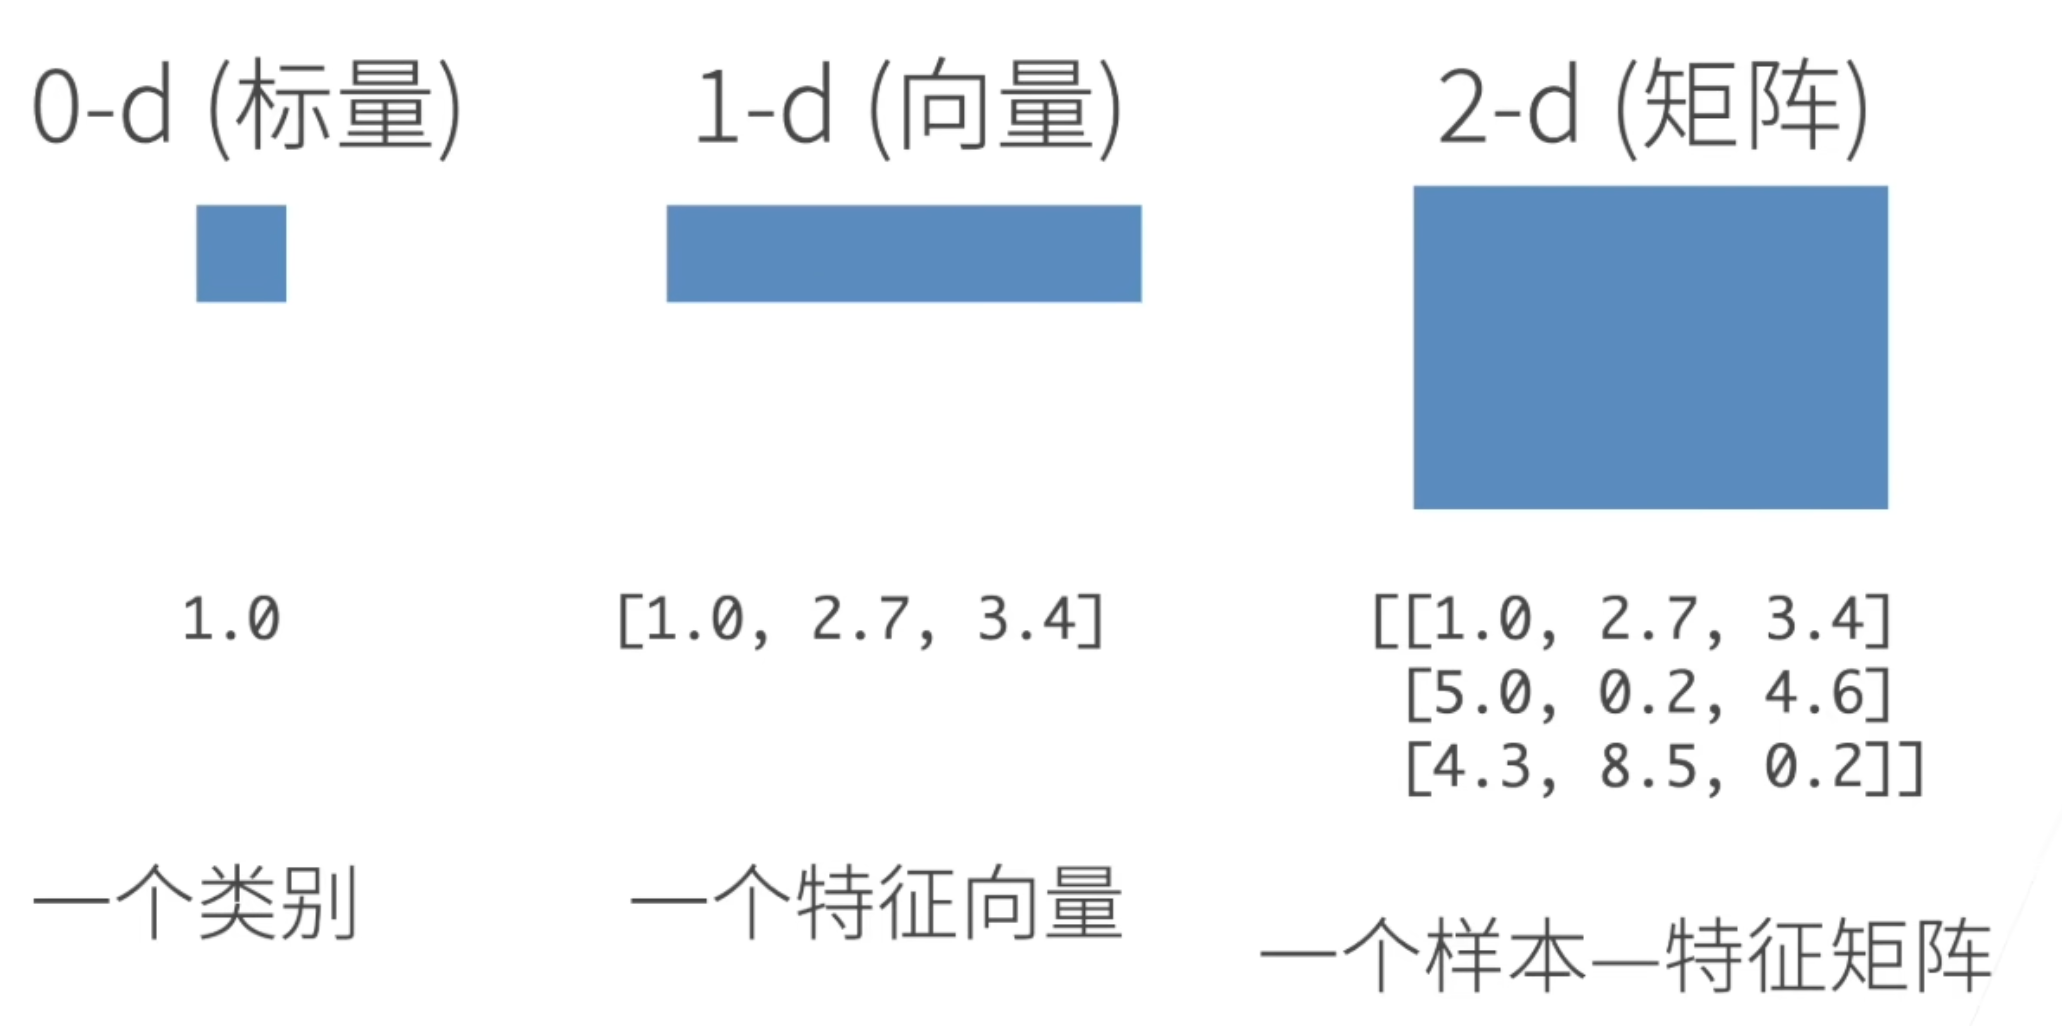 0-d (标量)
1-d (向量)
2-d (矩阵)
1.0
[1.0, 2.7, 3.4]
[[1.0, 2.7, 3.4]
[5.0, 0.2, 4.6]
[4.3, 8.5, 0.2]]
一个类别
一个特征向量
一个样本—特征矩阵